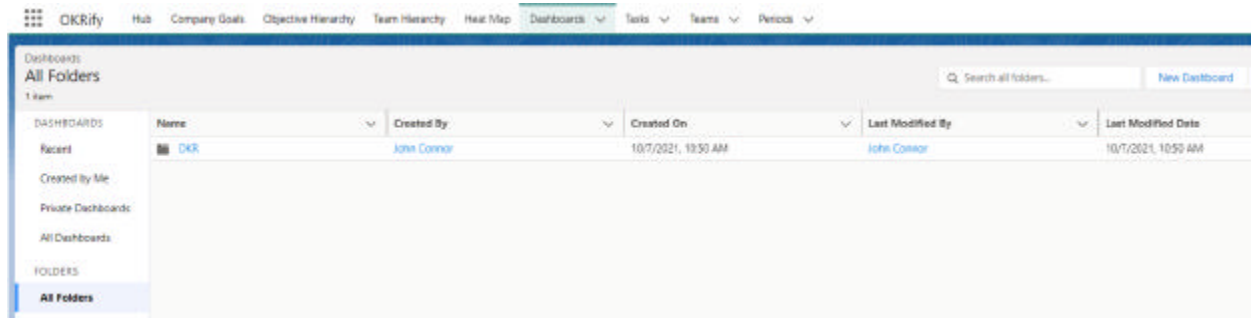 OKRify Hub Company Goals Objective Hierarchy Team Hierarchy Heat Map Dashboards Tasks Teams Periods
Dashboards
All Folders
1 item
Search all folders...
New Dashboard
DASHBOARDS
Recent
Created by Me
Private Dashboards
All Dashboards
FOLDERS
All Folders
Name Created By Created On Last Modified By Last Modified Date
OKR John Connor 10/7/2021, 10:50 AM John Connor 10/7/2021, 10:50 AM